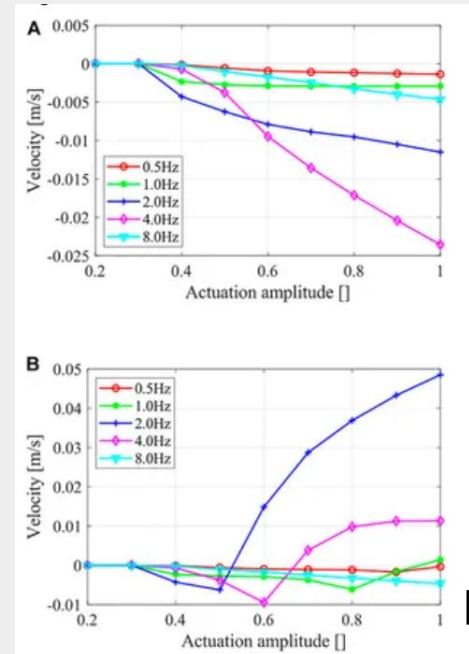 A
0.005
0
-0.005
-0.01
-0.015
-0.02
-0.025
Velocity [m/s]
0.5Hz
1.0Hz
2.0Hz
4.0Hz
8.0Hz
0.2 0.4 0.6 0.8 1
Actuation amplitude []
B
0.05
0.04
0.03
0.02
0.01
0
-0.01
Velocity [m/s]
0.5Hz
1.0Hz
2.0Hz
4.0Hz
8.0Hz
0.2 0.4 0.6 0.8 1
Actuation amplitude []